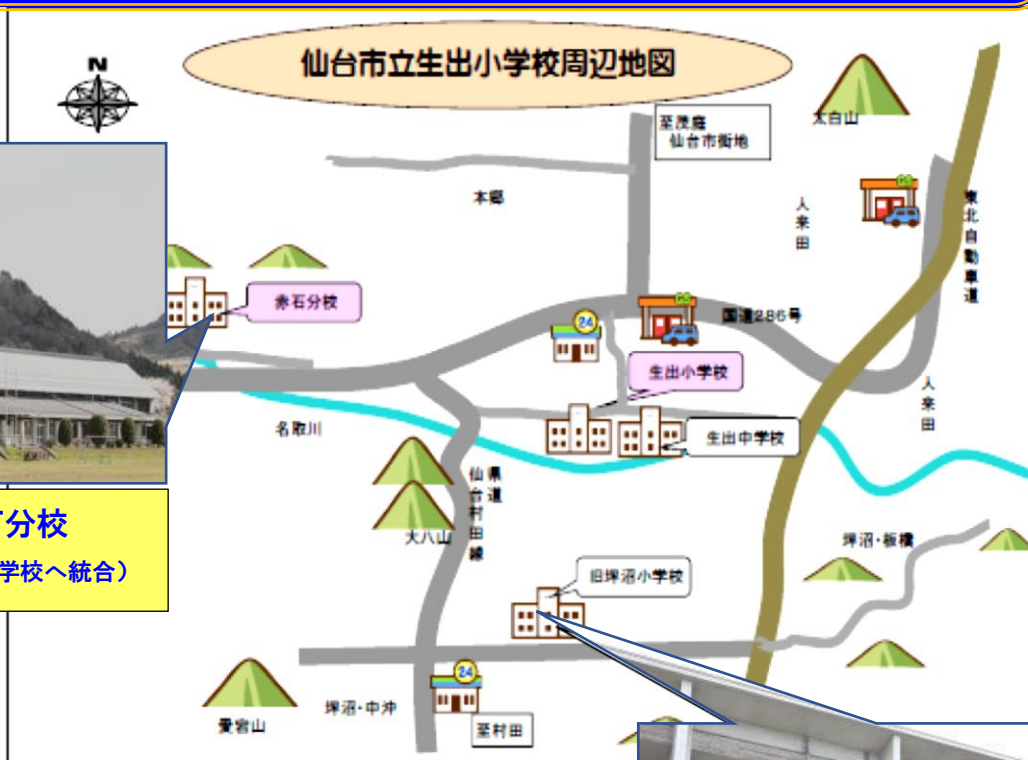 仙台市立生出小学校周辺地図
N
至茂庭
仙台市街地
太白山
本郷
人来田
GS
東北自動車道
赤石分校
24
GS
国道286号
生出小学校
人来田
名取川
生出中学校
県道
仙台村田線
太八山
坪沼・板橋
分校
学校へ統合）
旧坪沼小学校
24
愛宕山
坪沼・中沖
至村田